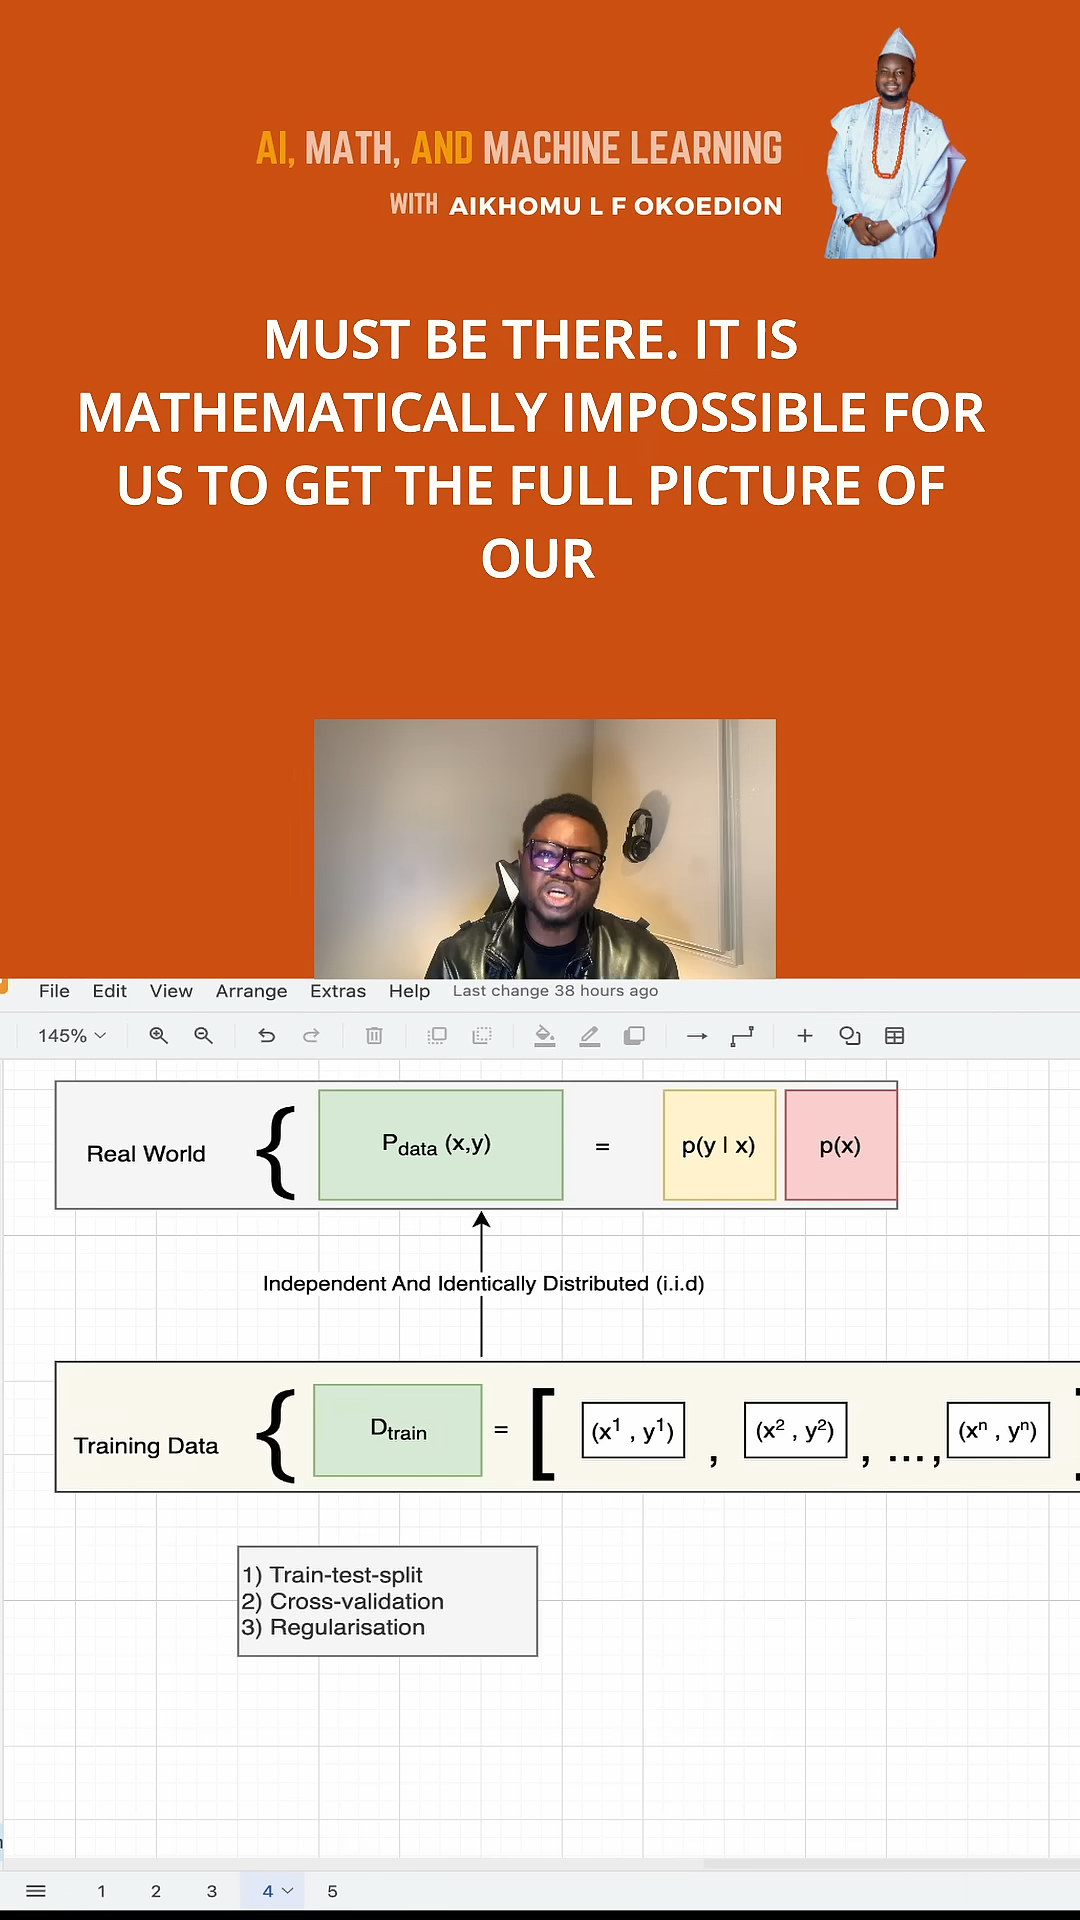 AI, MATH, AND MACHINE LEARNING
WITH AIKHOMU L F OKOEDION
MUST BE THERE. IT IS
MATHEMATICALLY IMPOSSIBLE FOR
US TO GET THE FULL PICTURE OF
OUR
File Edit View Arrange Extras Help Last change 38 hours ago
145%
Real World { Pdata (x,y) = p(y | x) p(x)
Independent And Identically Distributed (i.i.d)
Training Data { Dtrain = [ (x¹ , y¹) , (x² , y²) , ..., (xⁿ , yⁿ) ]
1) Train-test-split
2) Cross-validation
3) Regularisation
1 2 3 4 5